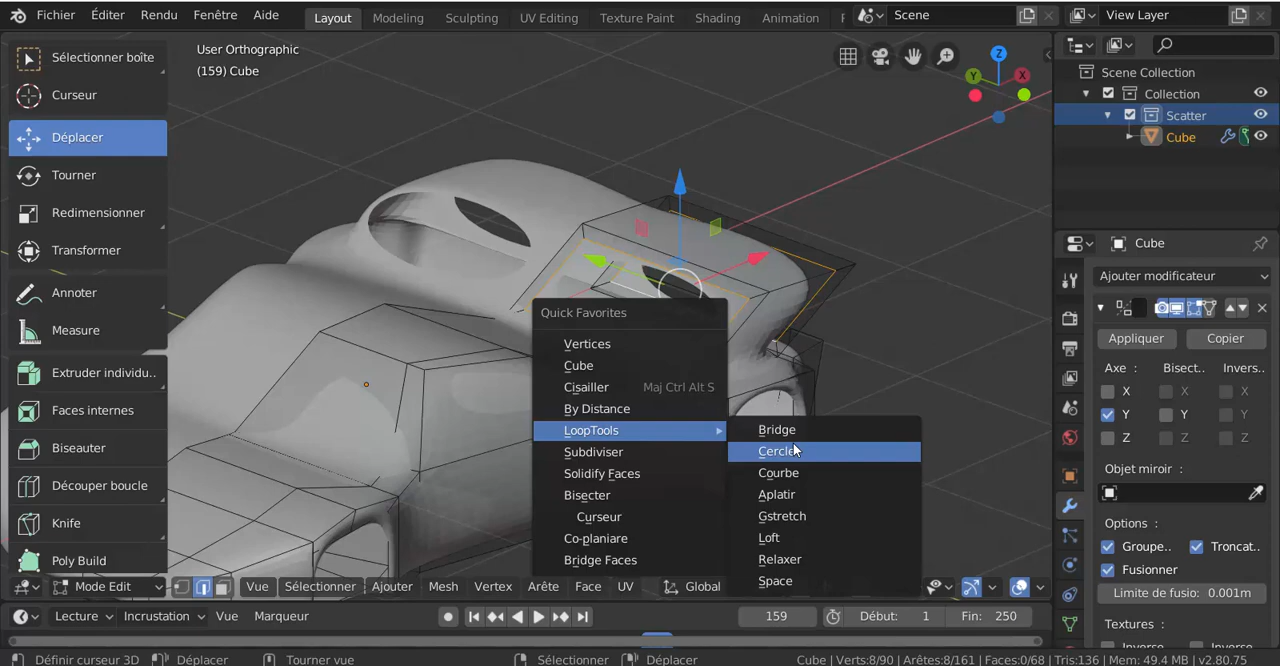 Fichier Éditer Rendu Fenêtre Aide Layout Modeling Sculpting UV Editing Texture Paint Shading Animation Scene View Layer
Sélectionner boîte
Curseur
Déplacer
Tourner
Redimensionner
Transformer
Annoter
Measure
Extruder individu..
Faces internes
Biseauter
Découper boucle
Knife
Poly Build
User Orthographic
(159) Cube
Z
Y
X
Quick Favorites
Vertices
Cube
Cisailler Maj Ctrl Alt S
By Distance
LoopTools
Subdiviser
Solidify Faces
Bisecter
Curseur
Co-planaire
Bridge Faces
Bridge
Cercle
Courbe
Aplatir
Gstretch
Loft
Relaxer
Space
Scene Collection
Collection
Scatter
Cube
Cube
Ajouter modificateur
Appliquer Copier
Axe : Bisect.. Invers..
X X X
Y Y Y
Z Z Z
Objet miroir :
Options :
Groupe.. Troncat..
Fusionner
Limite de fusio: 0.001m
Textures :
Mode Edit Vue Sélectionner Ajouter Mesh Vertex Arête Face UV Global
Lecture Incrustation Vue Marqueur 159 Début: 1 Fin: 250
Définir curseur 3D Déplacer Tourner vue Sélectionner Déplacer Cube | Verts:8/90 | Arêtes:8/161 | Faces:0/68 | Tris:136 | Mem: 49.4 MB | v2.80.75